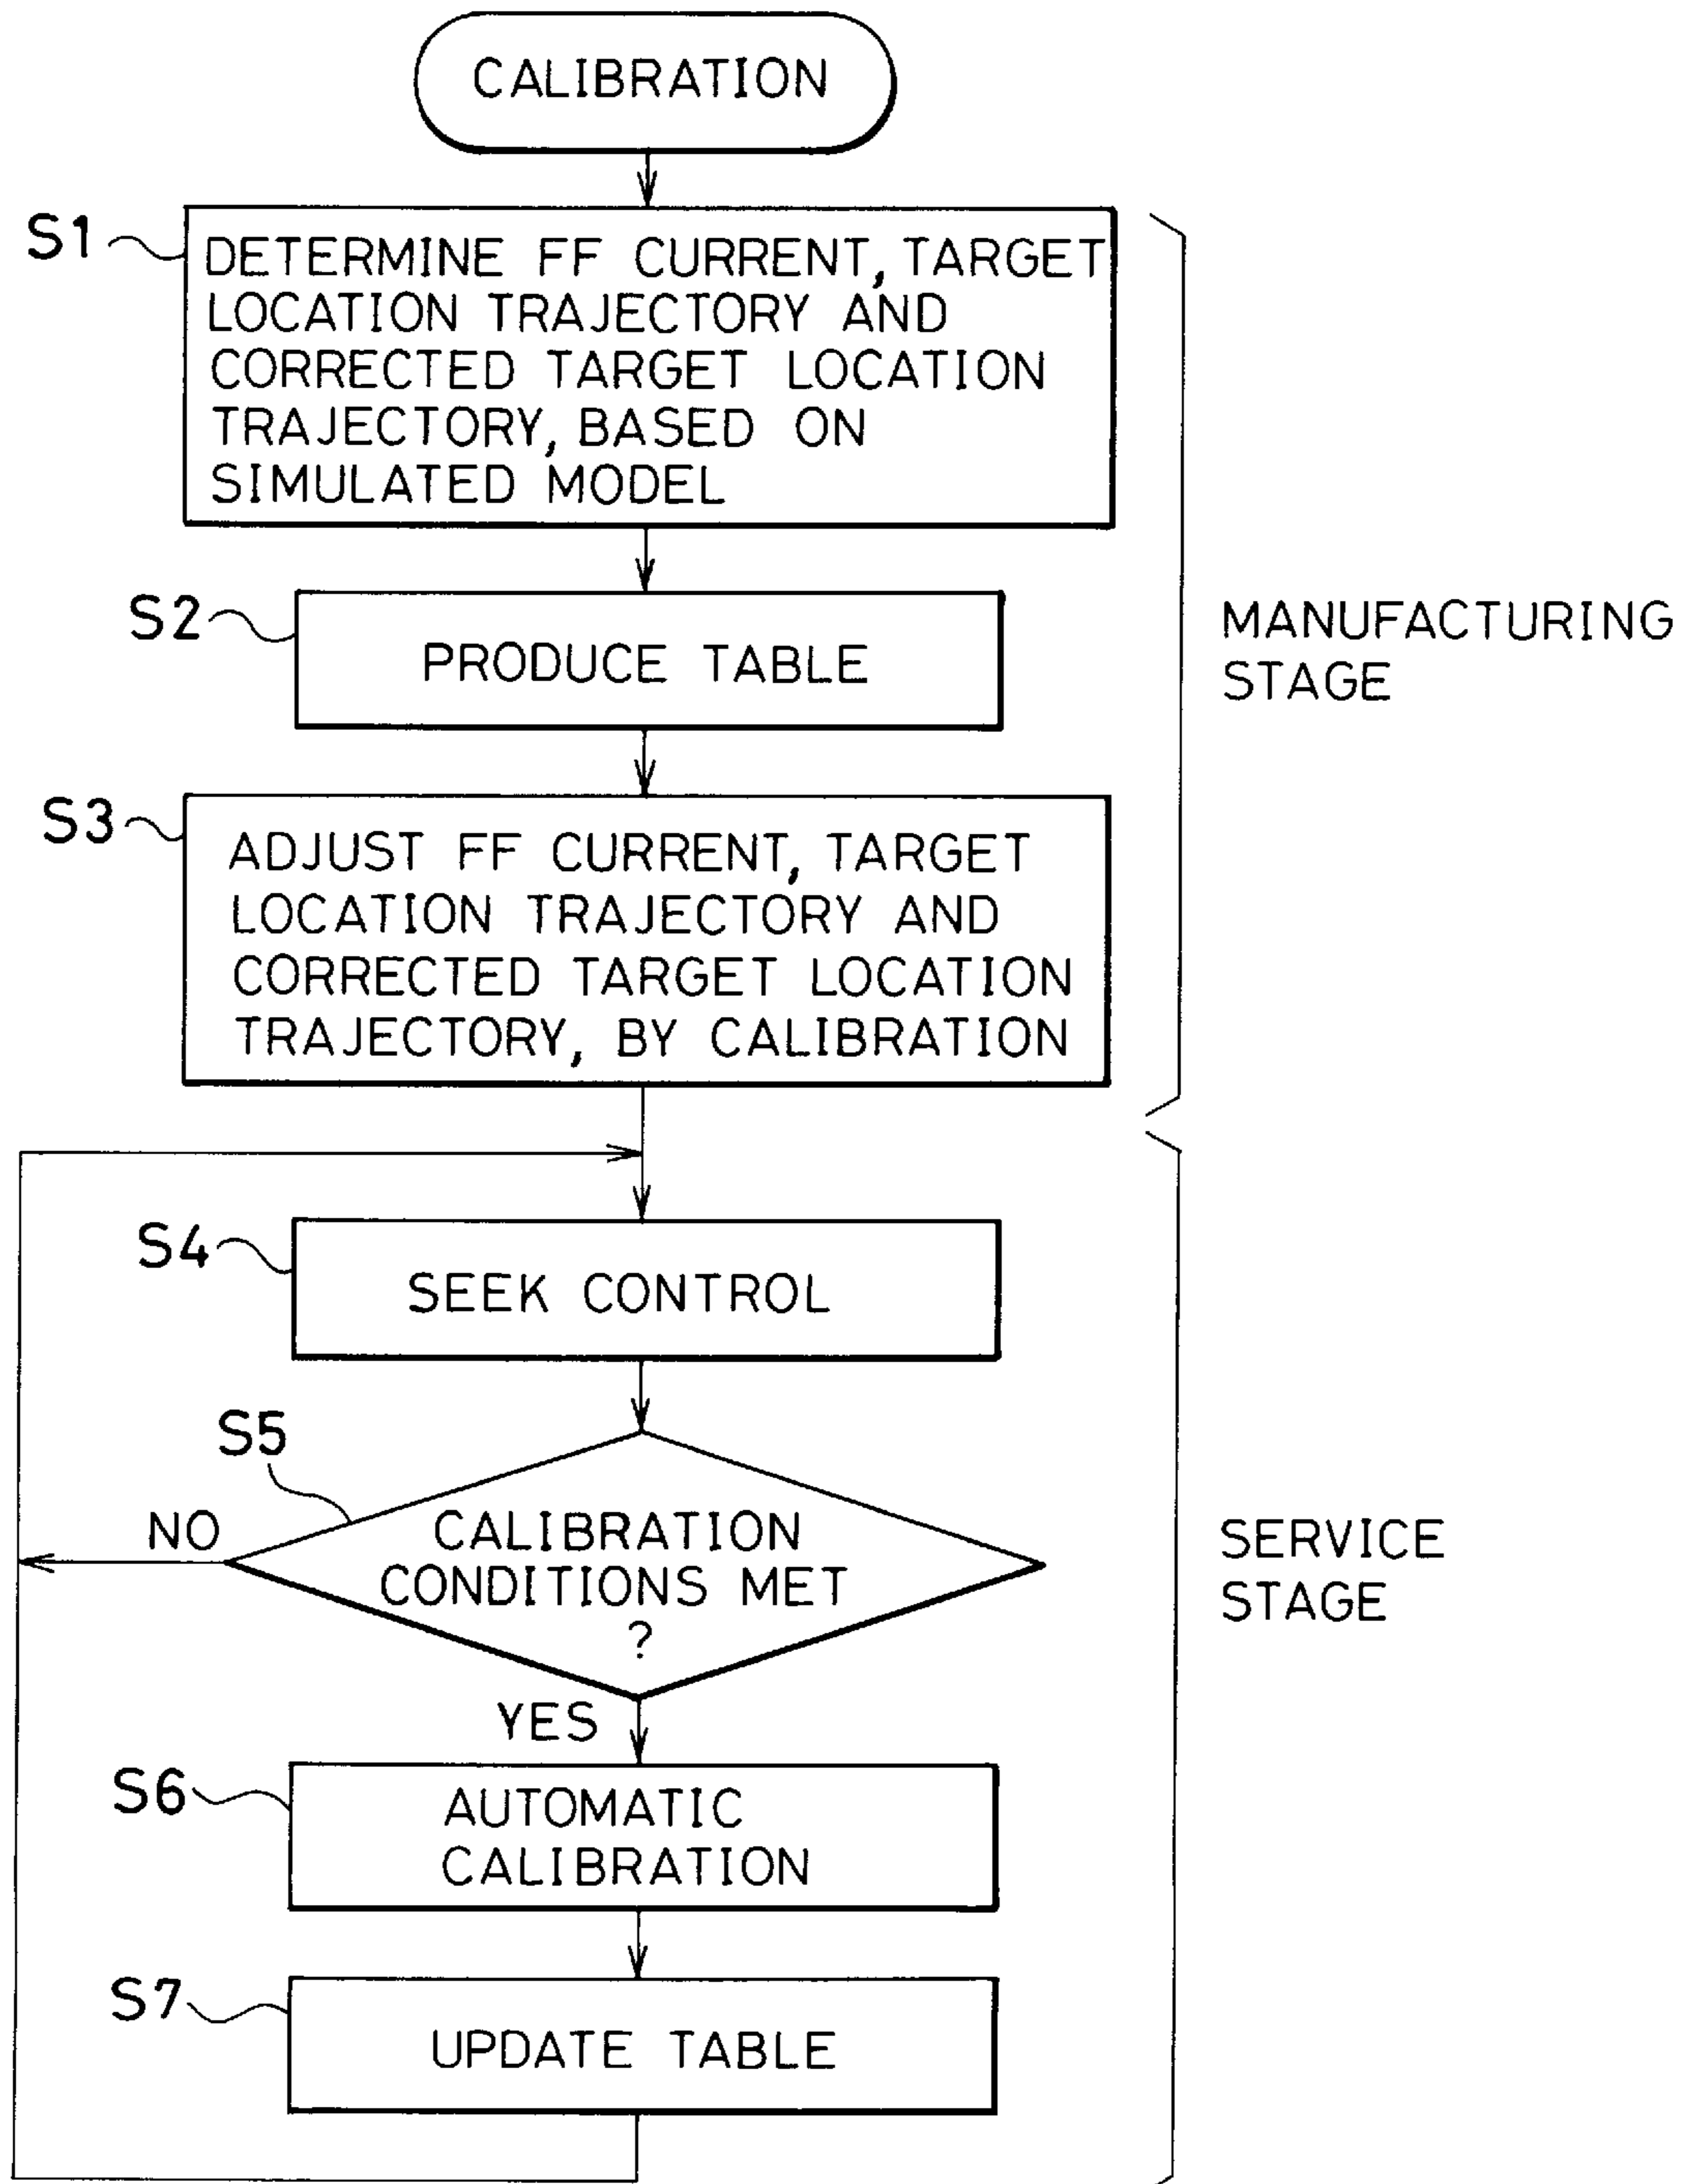 CALIBRATION
S1
DETERMINE FF CURRENT, TARGET
LOCATION TRAJECTORY AND
CORRECTED TARGET LOCATION
TRAJECTORY, BASED ON
SIMULATED MODEL
S2
PRODUCE TABLE
MANUFACTURING
STAGE
S3
ADJUST FF CURRENT, TARGET
LOCATION TRAJECTORY AND
CORRECTED TARGET LOCATION
TRAJECTORY, BY CALIBRATION
S4
SEEK CONTROL
S5
NO
CALIBRATION
CONDITIONS MET
?
YES
SERVICE
STAGE
S6
AUTOMATIC
CALIBRATION
S7
UPDATE TABLE